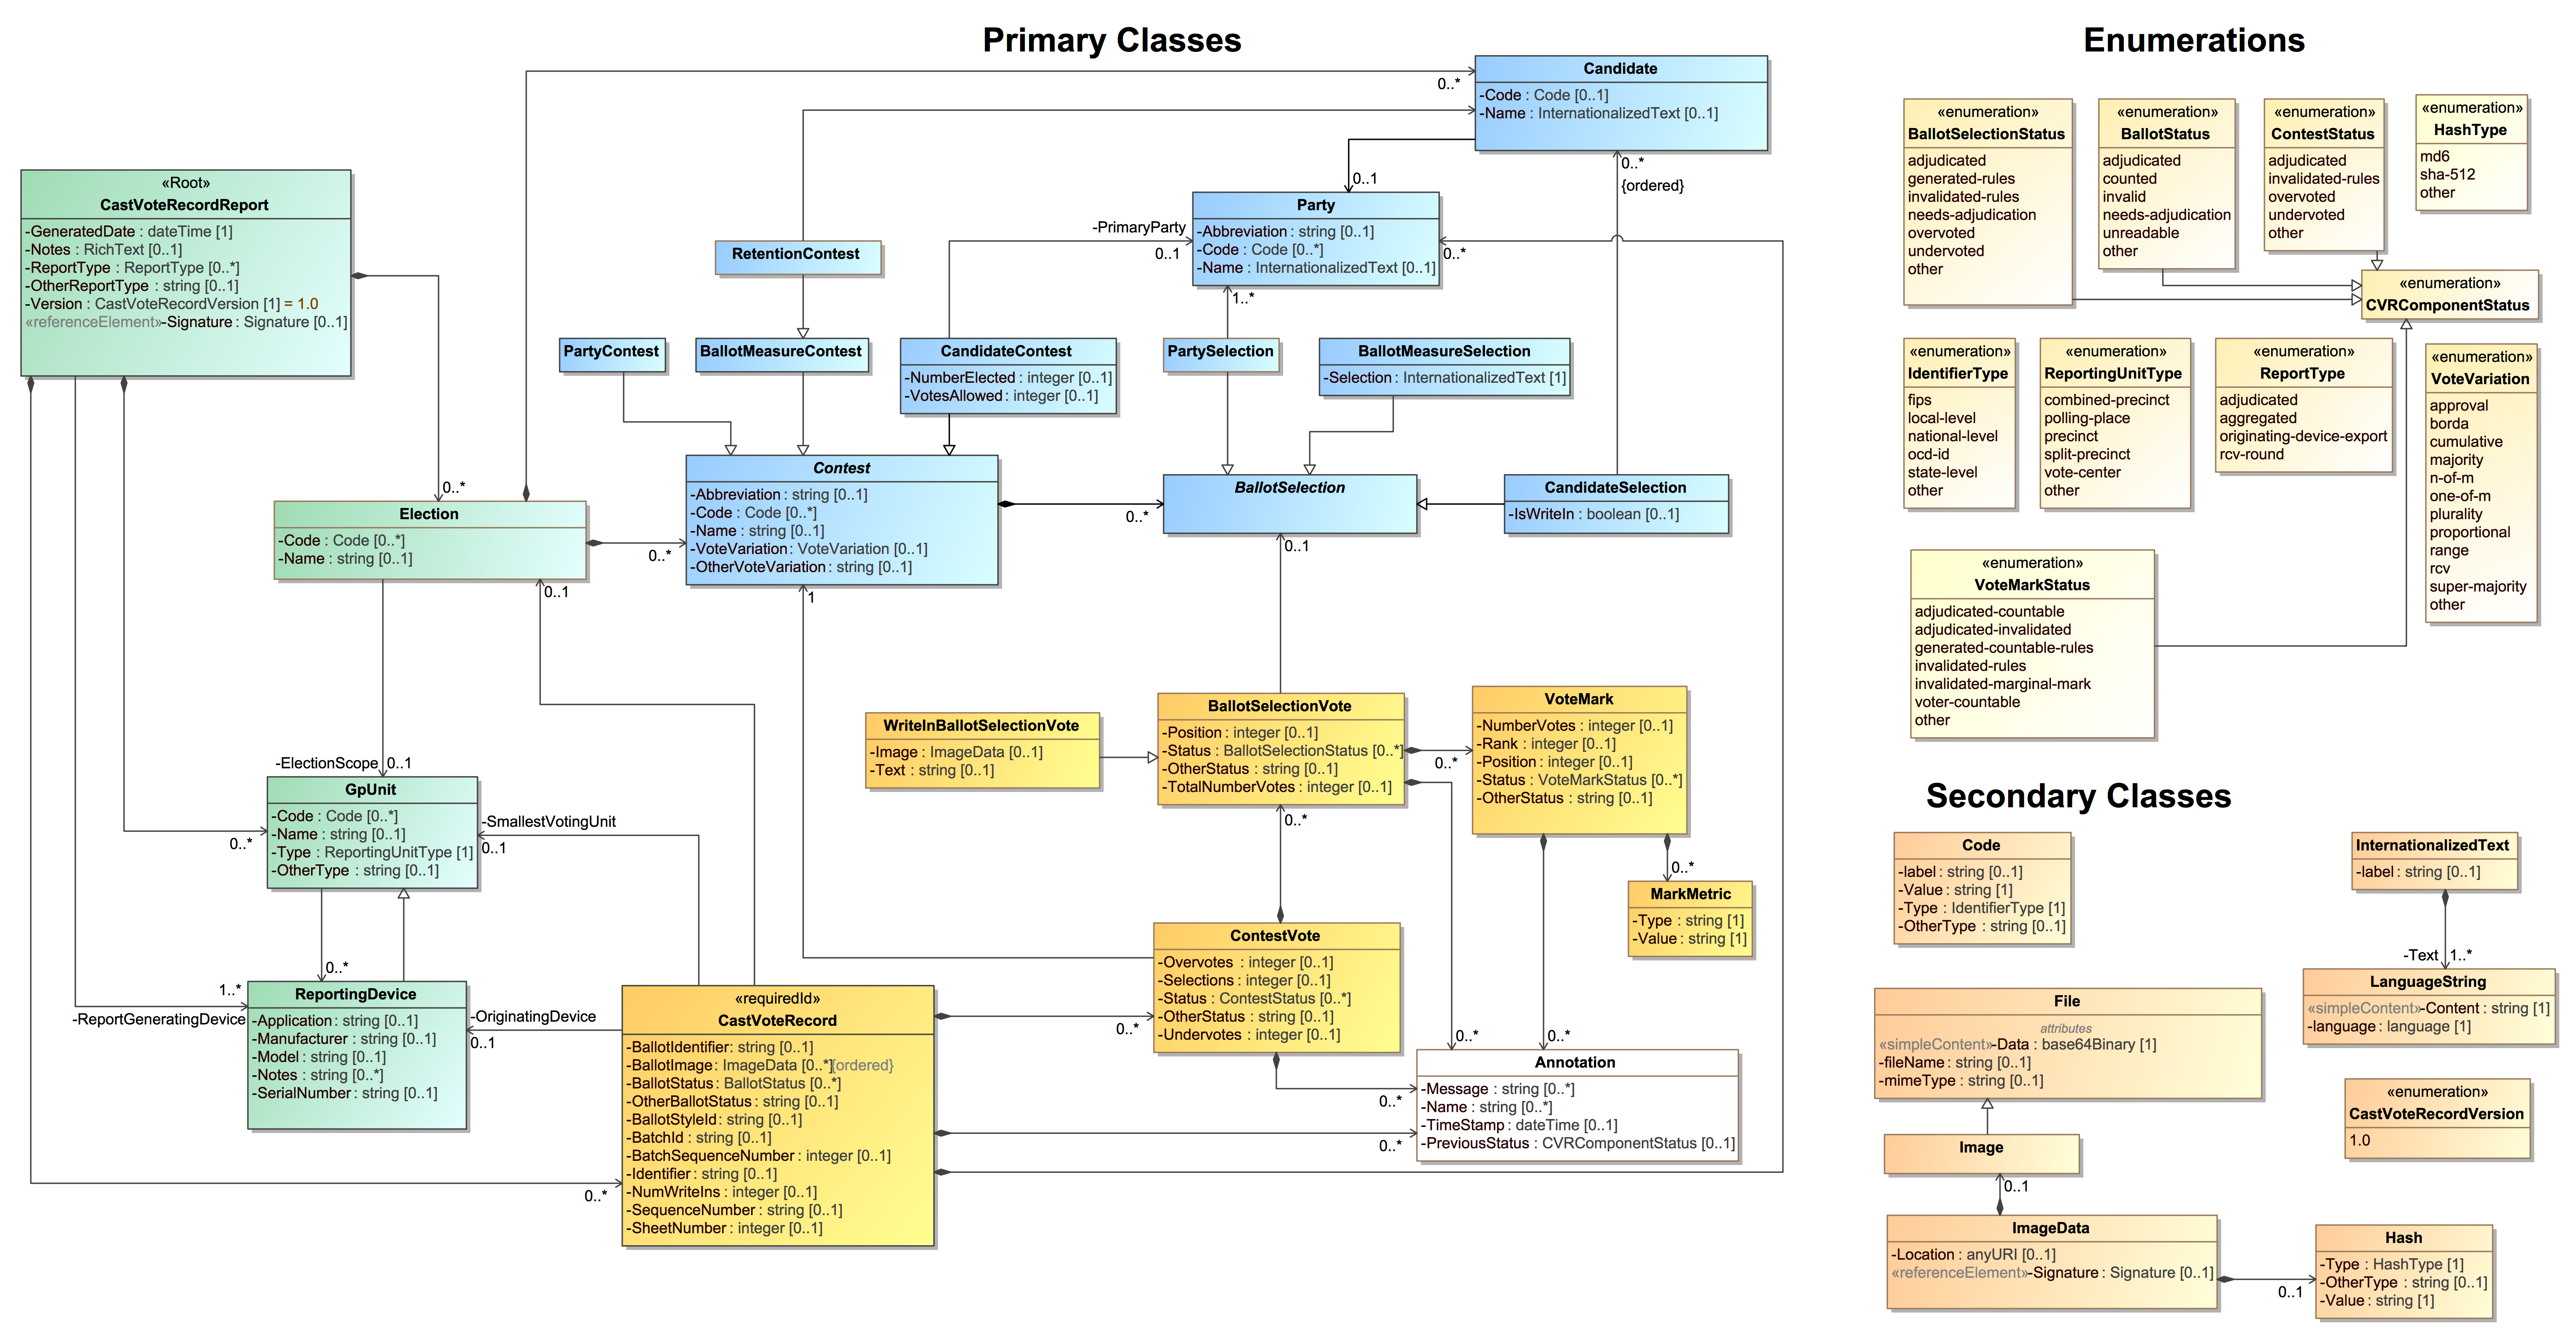 Primary Classes
«Root»
CastVoteRecordReport
-GeneratedDate : dateTime [1]
-Notes : RichText [0..1]
-ReportType : ReportType [0..*]
-OtherReportType : string [0..1]
-Version : CastVoteRecordVersion [1] = 1.0
«referenceElement»-Signature : Signature [0..1]
0..*
Candidate
-Code : Code [0..1]
-Name : InternationalizedText [0..1]
0..1
0..*
{ordered}
Party
-Abbreviation : string [0..1]
-Code : Code [0..*]
-Name : InternationalizedText [0..1]
-PrimaryParty
0..1
0..*
1..*
RetentionContest
PartyContest
BallotMeasureContest
CandidateContest
-NumberElected : integer [0..1]
-VotesAllowed : integer [0..1]
PartySelection
BallotMeasureSelection
-Selection : InternationalizedText [1]
Contest
-Abbreviation : string [0..1]
-Code : Code [0..*]
-Name : string [0..1]
-VoteVariation : VoteVariation [0..1]
-OtherVoteVariation : string [0..1]
0..*
BallotSelection
CandidateSelection
-IsWriteIn : boolean [0..1]
0..*
Election
-Code : Code [0..*]
-Name : string [0..1]
0..*
0..1
1
0..1
-ElectionScope
0..1
GpUnit
-Code : Code [0..*]
-Name : string [0..1]
-Type : ReportingUnitType [1]
-OtherType : string [0..1]
0..*
-SmallestVotingUnit
0..1
WriteInBallotSelectionVote
-Image : ImageData [0..1]
-Text : string [0..1]
BallotSelectionVote
-Position : integer [0..1]
-Status : BallotSelectionStatus [0..*]
-OtherStatus : string [0..1]
-TotalNumberVotes : integer [0..1]
0..*
0..*
VoteMark
-NumberVotes : integer [0..1]
-Rank : integer [0..1]
-Position : integer [0..1]
-Status : VoteMarkStatus [0..*]
-OtherStatus : string [0..1]
0..*
MarkMetric
-Type : string [1]
-Value : string [1]
0..*
1..*
-ReportGeneratingDevice
ReportingDevice
-Application : string [0..1]
-Manufacturer : string [0..1]
-Model : string [0..1]
-Notes : string [0..*]
-SerialNumber : string [0..1]
-OriginatingDevice
0..1
«requiredId»
CastVoteRecord
-BallotIdentifier: string [0..1]
-BallotImage: ImageData [0..*]{ordered}
-BallotStatus : BallotStatus [0..*]
-OtherBallotStatus : string [0..1]
-BallotStyleId : string [0..1]
-BatchId : string [0..1]
-BatchSequenceNumber : integer [0..1]
-Identifier : string [0..1]
-NumWriteIns : integer [0..1]
-SequenceNumber : string [0..1]
-SheetNumber : integer [0..1]
0..*
0..*
ContestVote
-Overvotes : integer [0..1]
-Selections : integer [0..1]
-Status : ContestStatus [0..*]
-OtherStatus : string [0..1]
-Undervotes : integer [0..1]
0..*
0..*
0..*
0..*
Annotation
-Message : string [0..*]
-Name : string [0..*]
-TimeStamp : dateTime [0..1]
-PreviousStatus : CVRComponentStatus [0..1]
Enumerations
«enumeration»
BallotSelectionStatus
adjudicated
generated-rules
invalidated-rules
needs-adjudication
overvoted
undervoted
other
«enumeration»
BallotStatus
adjudicated
counted
invalid
needs-adjudication
unreadable
other
«enumeration»
ContestStatus
adjudicated
invalidated-rules
overvoted
undervoted
other
«enumeration»
HashType
md6
sha-512
other
«enumeration»
CVRComponentStatus
«enumeration»
IdentifierType
fips
local-level
national-level
ocd-id
state-level
other
«enumeration»
ReportingUnitType
combined-precinct
polling-place
precinct
split-precinct
vote-center
other
«enumeration»
ReportType
adjudicated
aggregated
originating-device-export
rcv-round
«enumeration»
VoteVariation
approval
borda
cumulative
majority
n-of-m
one-of-m
plurality
proportional
range
rcv
super-majority
other
«enumeration»
VoteMarkStatus
adjudicated-countable
adjudicated-invalidated
generated-countable-rules
invalidated-rules
invalidated-marginal-mark
voter-countable
other
Secondary Classes
Code
-label : string [0..1]
-Value : string [1]
-Type : IdentifierType [1]
-OtherType : string [0..1]
InternationalizedText
-label : string [0..1]
-Text
1..*
LanguageString
«simpleContent»-Content : string [1]
-language : language [1]
File
attributes
«simpleContent»-Data : base64Binary [1]
-fileName : string [0..1]
-mimeType : string [0..1]
«enumeration»
CastVoteRecordVersion
1.0
Image
0..1
ImageData
-Location : anyURI [0..1]
«referenceElement»-Signature : Signature [0..1]
0..1
Hash
-Type : HashType [1]
-OtherType : string [0..1]
-Value : string [1]